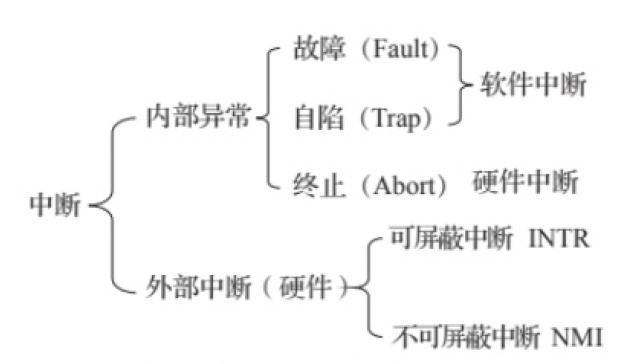 故障（Fault）
软件中断
内部异常
自陷（Trap）
终止（Abort） 硬件中断
中断
可屏蔽中断 INTR
外部中断（硬件）
不可屏蔽中断 NMI